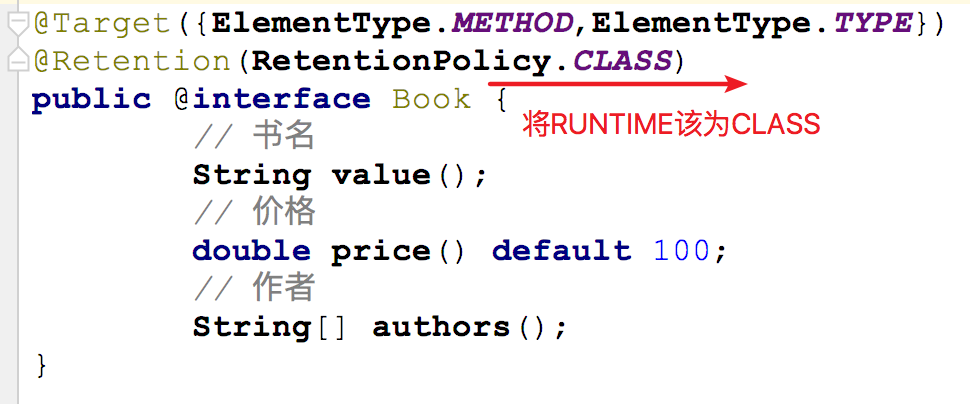 @Target({ElementType.METHOD,ElementType.TYPE})
@Retention(RetentionPolicy.CLASS)
public @interface Book {
将RUNTIME该为CLASS
// 书名
String value();
// 价格
double price() default 100;
// 作者
String[] authors();
}